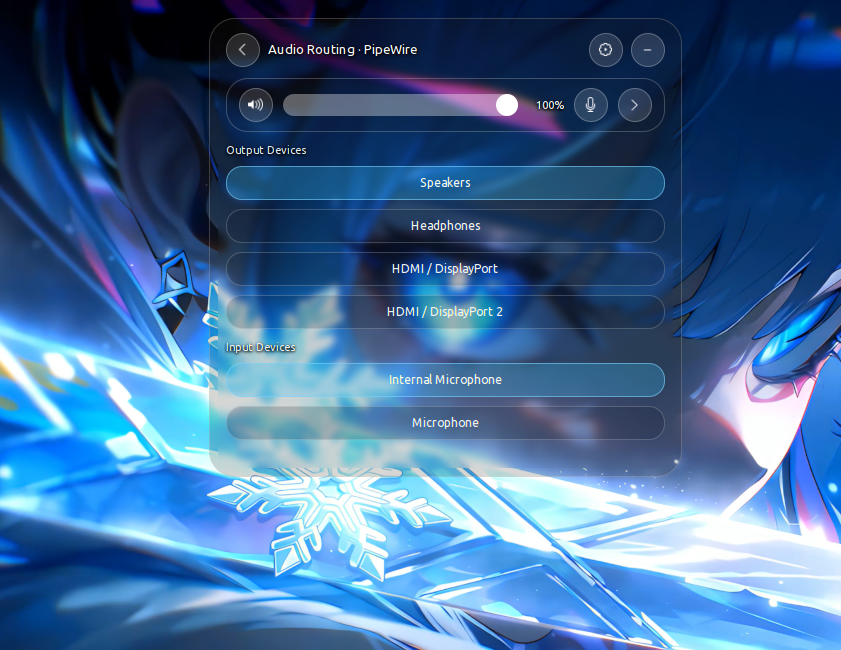 Audio Routing · PipeWire
100%
Output Devices
Speakers
Headphones
HDMI / DisplayPort
HDMI / DisplayPort 2
Input Devices
Internal Microphone
Microphone